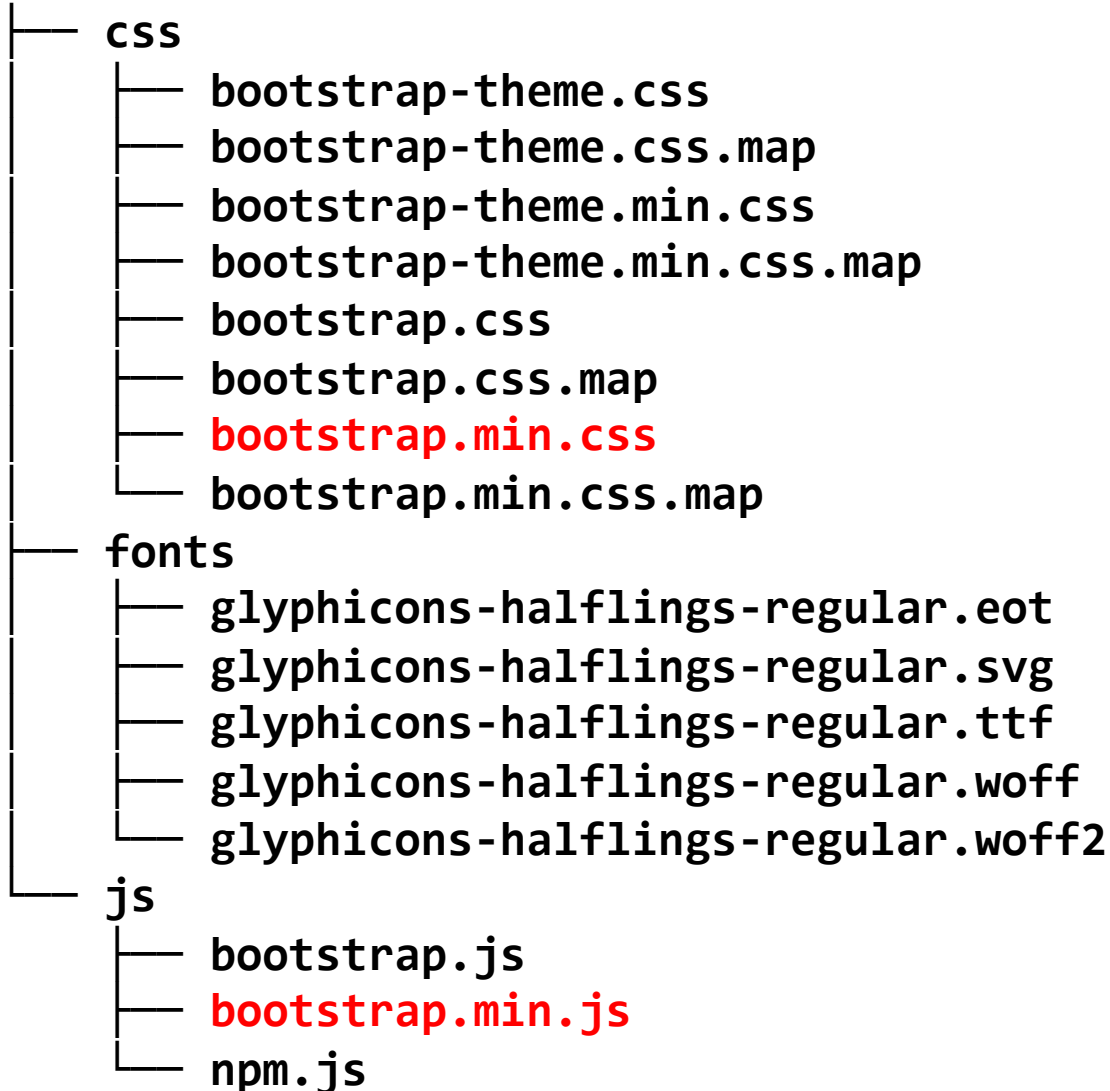 css
bootstrap-theme.css
bootstrap-theme.css.map
bootstrap-theme.min.css
bootstrap-theme.min.css.map
bootstrap.css
bootstrap.css.map
bootstrap.min.css
bootstrap.min.css.map
fonts
glyphicons-halflings-regular.eot
glyphicons-halflings-regular.svg
glyphicons-halflings-regular.ttf
glyphicons-halflings-regular.woff
glyphicons-halflings-regular.woff2
js
bootstrap.js
bootstrap.min.js
npm.js